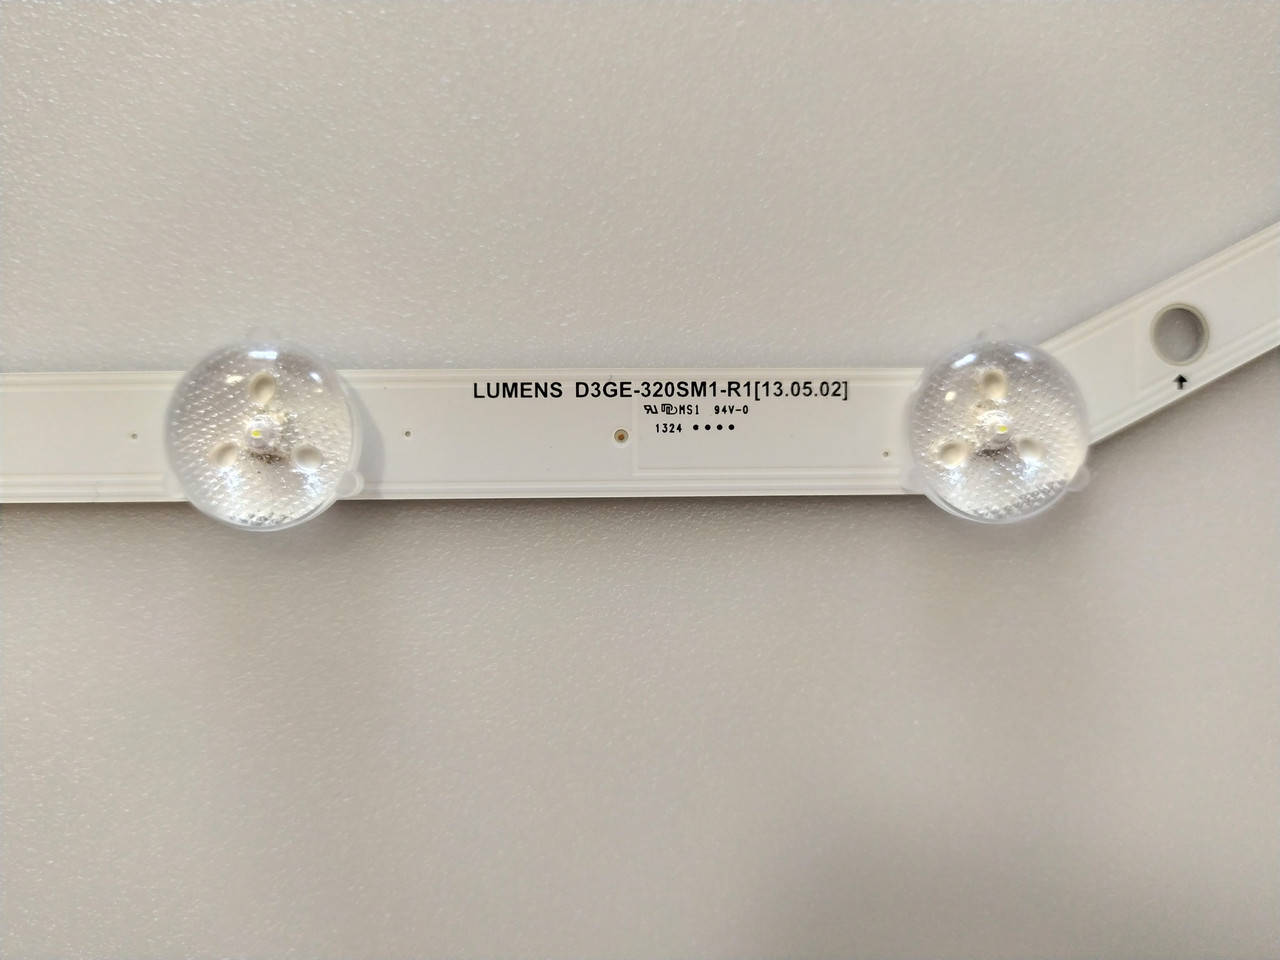 LUMENS D3GE-320SM1-R1[13.05.02]
MS1 94V-0
1324 ••••